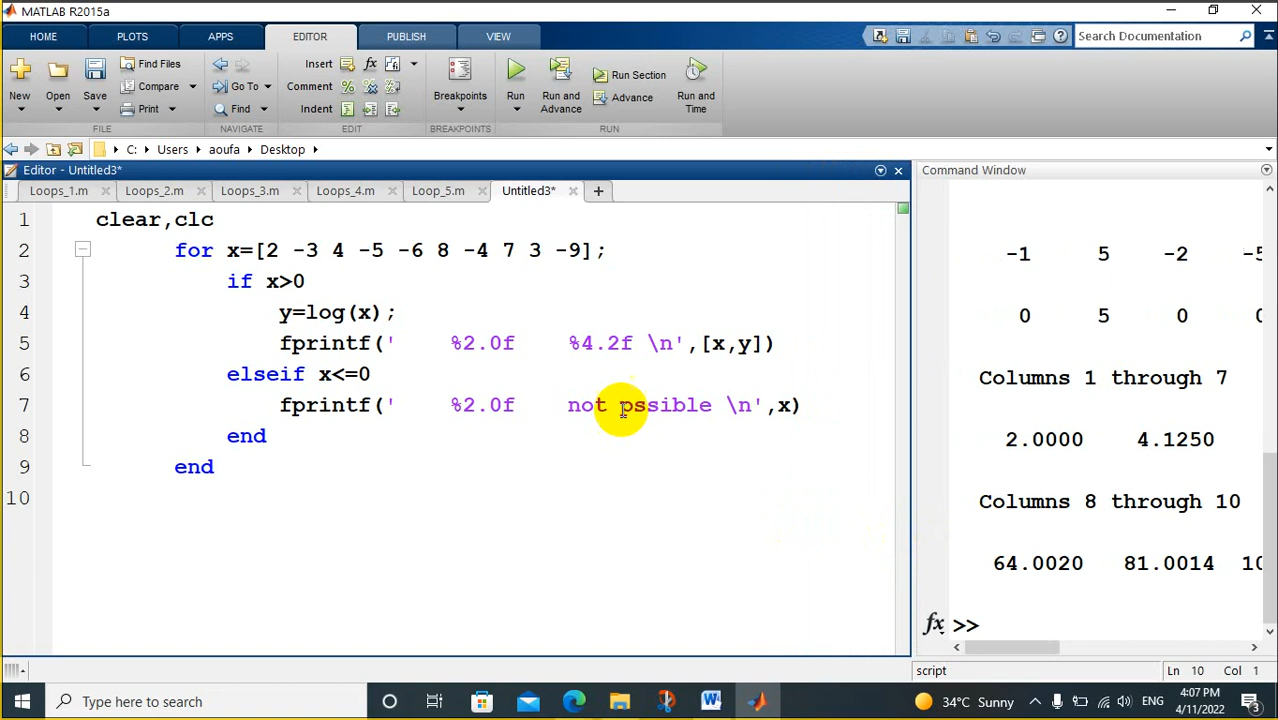 MATLAB R2015a
HOME PLOTS APPS EDITOR PUBLISH VIEW Search Documentation
New Open Save Find Files Compare Print Go To Find Insert fx Comment Indent Breakpoints Run Run and Advance Run Section Advance Run and Time
FILE NAVIGATE EDIT BREAKPOINTS RUN
C: Users aoufa Desktop
Editor - Untitled3* Command Window
Loops_1.m Loops_2.m Loops_3.m Loops_4.m Loop_5.m Untitled3*
1 clear,clc
2 for x=[2 -3 4 -5 -6 8 -4 7 3 -9];
3 if x>0
4 y=log(x);
5 fprintf(' %2.0f %4.2f \n',[x,y])
6 elseif x<=0
7 fprintf(' %2.0f not pssible \n',x)
8 end
9 end
10
-1 5 -2 -5
0 5 0 0
Columns 1 through 7
2.0000 4.1250
Columns 8 through 10
64.0020 81.0014 10
fx >>
script Ln 10 Col 1
Type here to search 34°C Sunny ENG 4:07 PM
4/11/2022 3